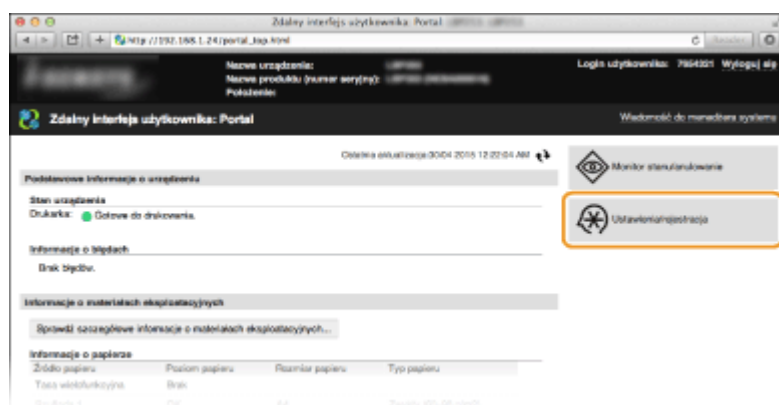 Zdalny interfejs użytkownika: Portal
http://192.168.1.24/portal_top.html
Reader
Nazwa urządzenia:
Nazwa produktu (numer seryjny):
Położenie:
Login użytkownika: 7654321 Wyloguj się
Zdalny interfejs użytkownika: Portal
Wiadomość do menedżera systemu
Ostatnia aktualizacja:30/04 2015 12:22:04 AM
Podstawowe informacje o urządzeniu
Stan urządzenia
Drukarka: Gotowe do drukowania.
Informacje o błędach
Brak błędów.
Informacje o materiałach eksploatacyjnych
Sprawdź szczegółowe informacje o materiałach eksploatacyjnych...
Informacje o papierze
Źródło papieru Poziom papieru Rozmiar papieru Typ papieru
Taca wielofunkcyjna Brak
Monitor stanu/anulowanie
Ustawienia/rejestracja